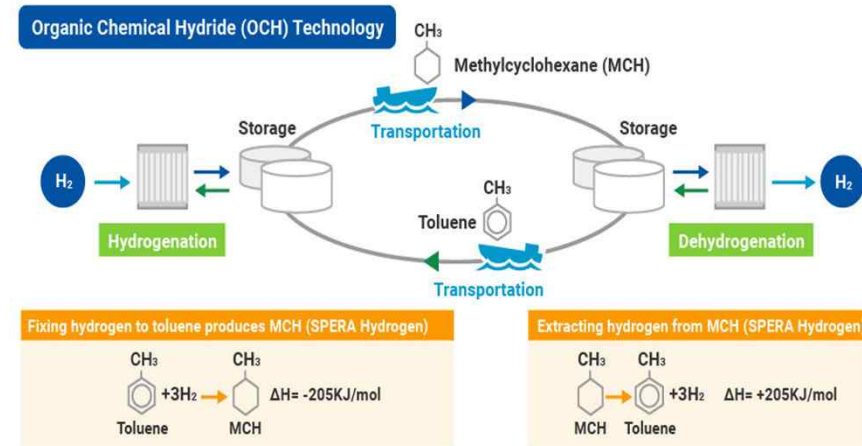 Organic Chemical Hydride (OCH) Technology
CH₃
Methylcyclohexane (MCH)
Transportation
Storage
Storage
H₂
H₂
CH₃
Toluene
Hydrogenation
Dehydrogenation
Transportation
Fixing hydrogen to toluene produces MCH (SPERA Hydrogen)
CH₃
CH₃
+3H₂
ΔH= -205KJ/mol
Toluene
MCH
Extracting hydrogen from MCH (SPERA Hydrogen
CH₃
CH₃
+3H₂
ΔH= +205KJ/mol
MCH
Toluene